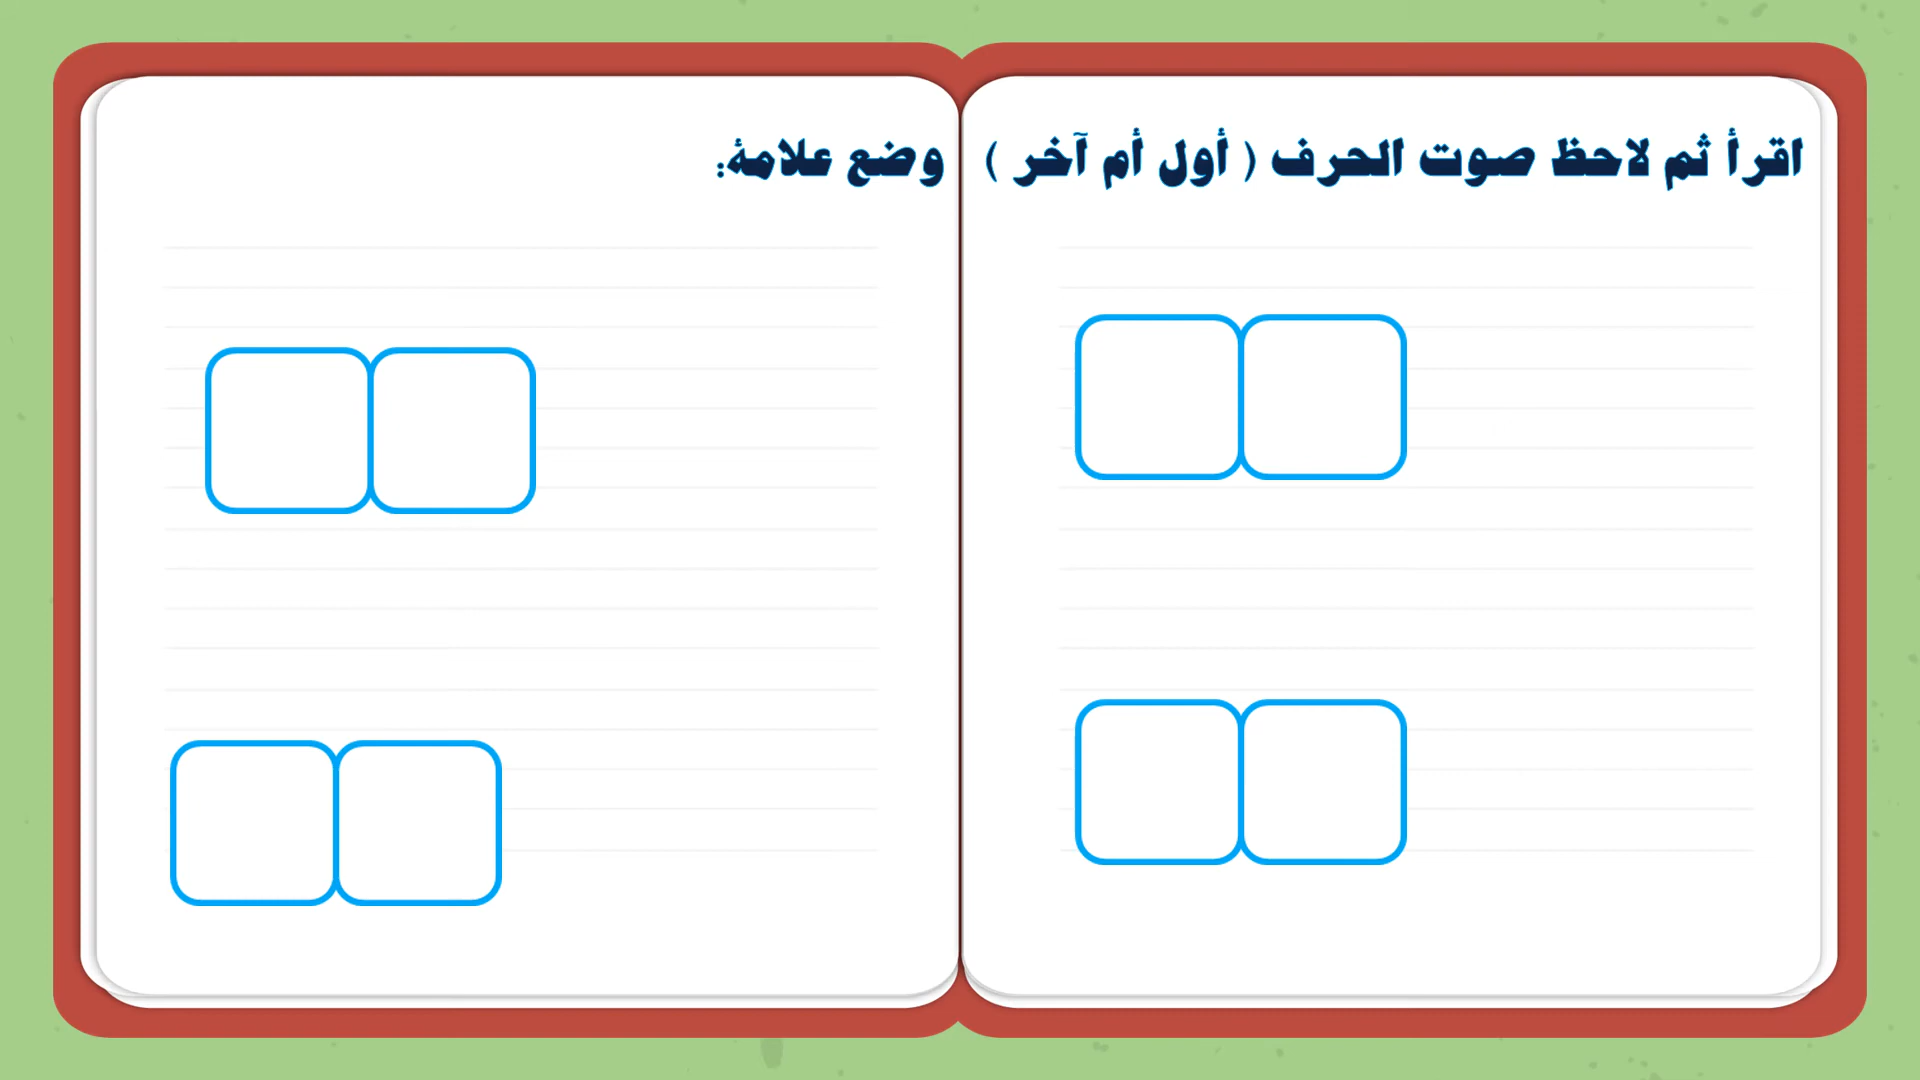 اقرأ ثم لاحظ صوت الحرف ( أول أم آخر ) وضع علامة: